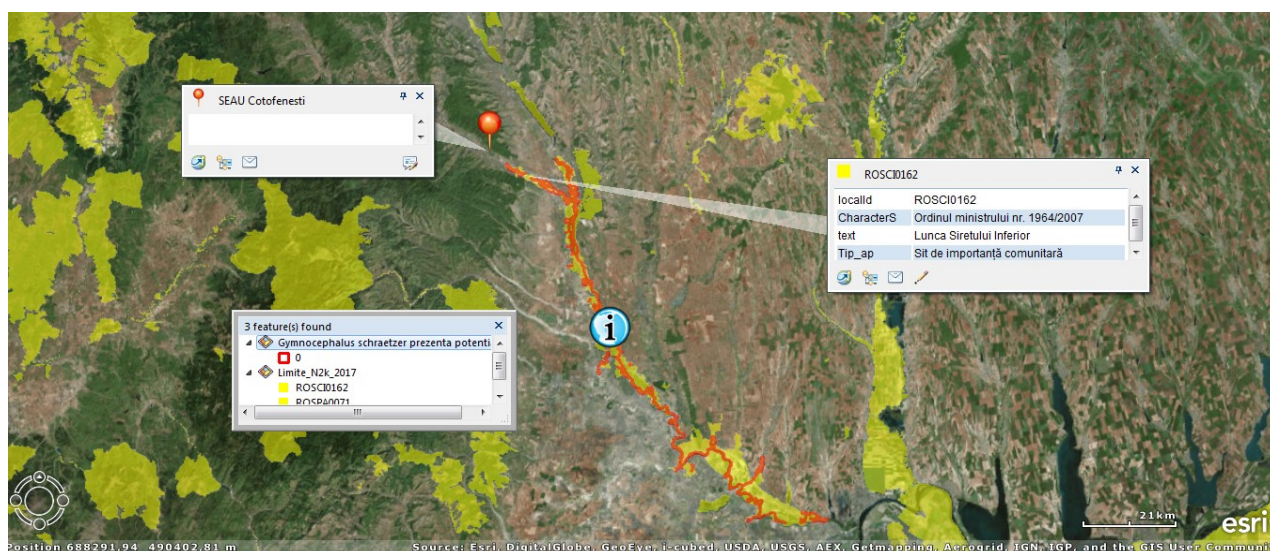 SEAU Cotofenesti
ROSCI0162
localId ROSCI0162
CharacterS Ordinul ministrului nr. 1964/2007
text Lunca Siretului Inferior
Tip_ap Sit de importanță comunitară
3 feature(s) found
Gymnocephalus schraetzer prezenta potenti
0
Limite_N2k_2017
ROSCI0162
ROSPA0071
21km
esri
Position 688291,94 490402,81 m
Source: Esri, DigitalGlobe, GeoEye, i-cubed, USDA, USGS, AEX, Getmapping, Aerogrid, IGN, IGP, and the GIS User Communi